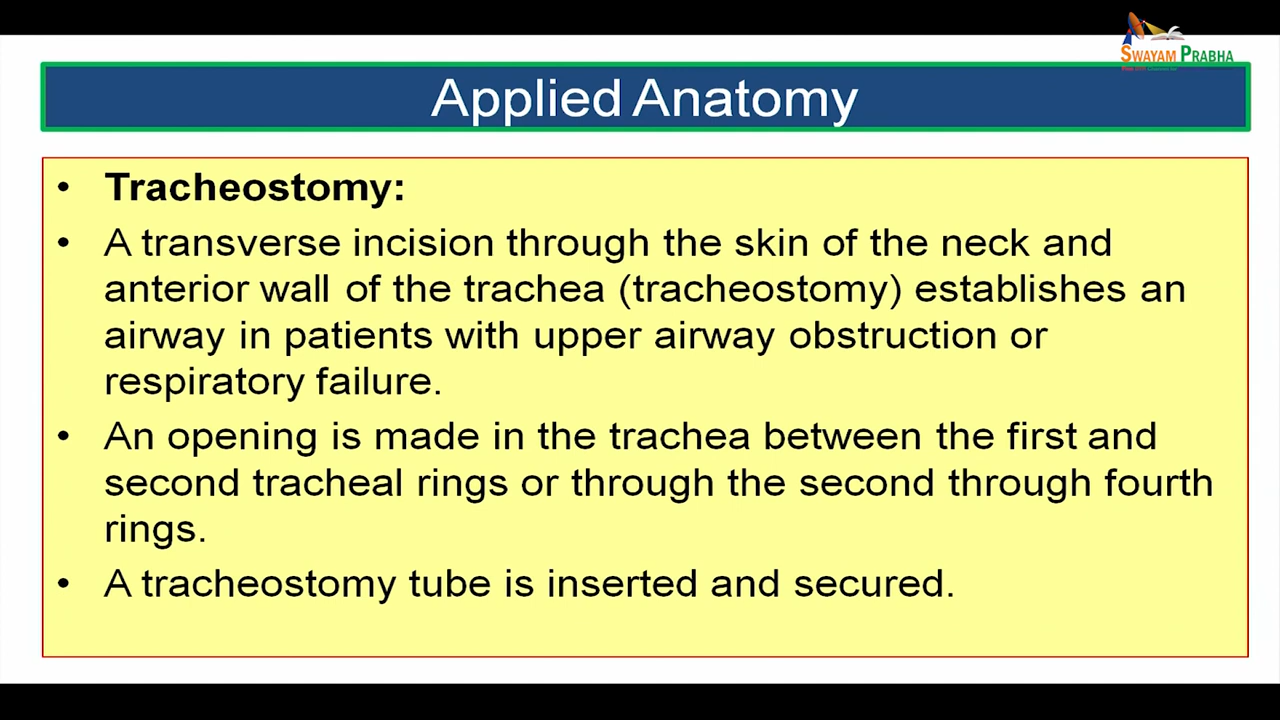 SWAYAM PRABHA
Applied Anatomy
• Tracheostomy:
• A transverse incision through the skin of the neck and
anterior wall of the trachea (tracheostomy) establishes an
airway in patients with upper airway obstruction or
respiratory failure.
• An opening is made in the trachea between the first and
second tracheal rings or through the second through fourth
rings.
• A tracheostomy tube is inserted and secured.